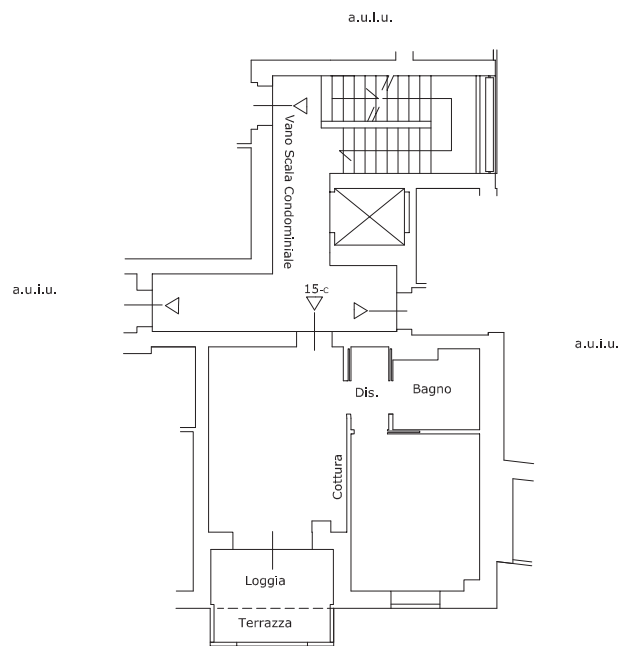 a.u.i.u.
Vano Scala Condominiale
a.u.i.u.
15-c
a.u.i.u.
Dis.
Bagno
Cottura
Loggia
Terrazza